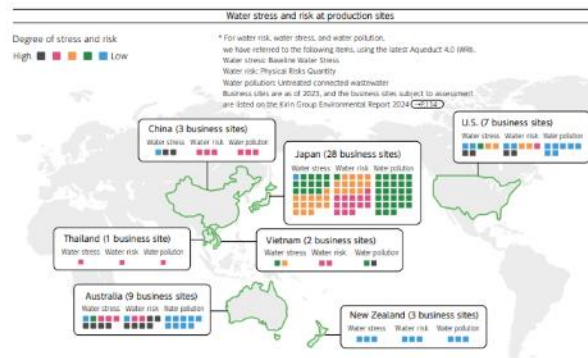 Water stress and risk at production sites
Degree of stress and risk
High Low
* For water risk, water stress, and water pollution,
we have referred to the following items, using the latest Aqueduct 4.0 (WRI).
Water stress: Baseline Water Stress
Water risk: Physical Risks Quantity
Water pollution: Untreated connected wastewater
Business sites are as of 2023, and the business sites subject to assessment
are listed on the Kirin Group Environmental Report 2024
China (3 business sites)
Water stress Water risk Water pollution
U.S. (7 business sites)
Water stress Water risk Water pollution
Japan (28 business sites)
Water stress Water risk Water pollution
Thailand (1 business site)
Water stress Water risk Water pollution
Vietnam (2 business sites)
Water stress Water risk Water pollution
Australia (9 business sites)
Water stress Water risk Water pollution
New Zealand (3 business sites)
Water stress Water risk Water pollution